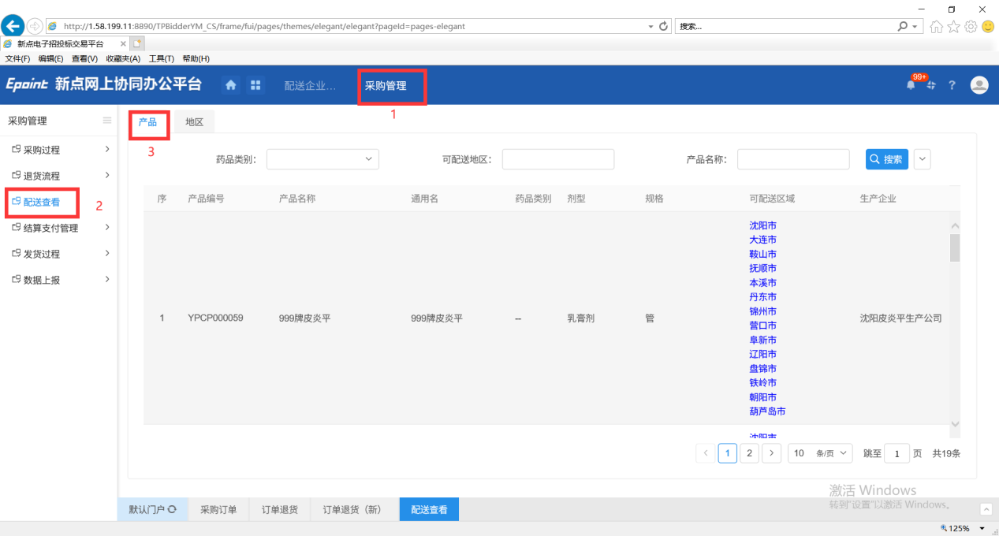 http://1.58.199.11:8890/TPBidderYM_CS/frame/fui/pages/themes/elegant/elegant?pageId=pages-elegant
搜索...
新点电子招投标交易平台
文件(F) 编辑(E) 查看(V) 收藏夹(A) 工具(T) 帮助(H)
Epoint 新点网上协同办公平台
配送企业...
采购管理
99+
1
采购管理
产品
地区
3
采购过程
退货流程
配送查看
2
结算支付管理
发货过程
数据上报
药品类别:
可配送地区:
产品名称:
搜索
序 产品编号 产品名称 通用名 药品类别 剂型 规格 可配送区域 生产企业
沈阳市
大连市
鞍山市
抚顺市
本溪市
丹东市
锦州市
1 YPCP000059 999牌皮炎平 999牌皮炎平 -- 乳膏剂 管 沈阳皮炎平生产公司
营口市
阜新市
辽阳市
盘锦市
铁岭市
朝阳市
葫芦岛市
沈阳市
1 2 10 条/页 跳至 1 页 共19条
激活 Windows
转到"设置"以激活 Windows。
默认门户 采购订单 订单退货 订单退货（新） 配送查看
125%